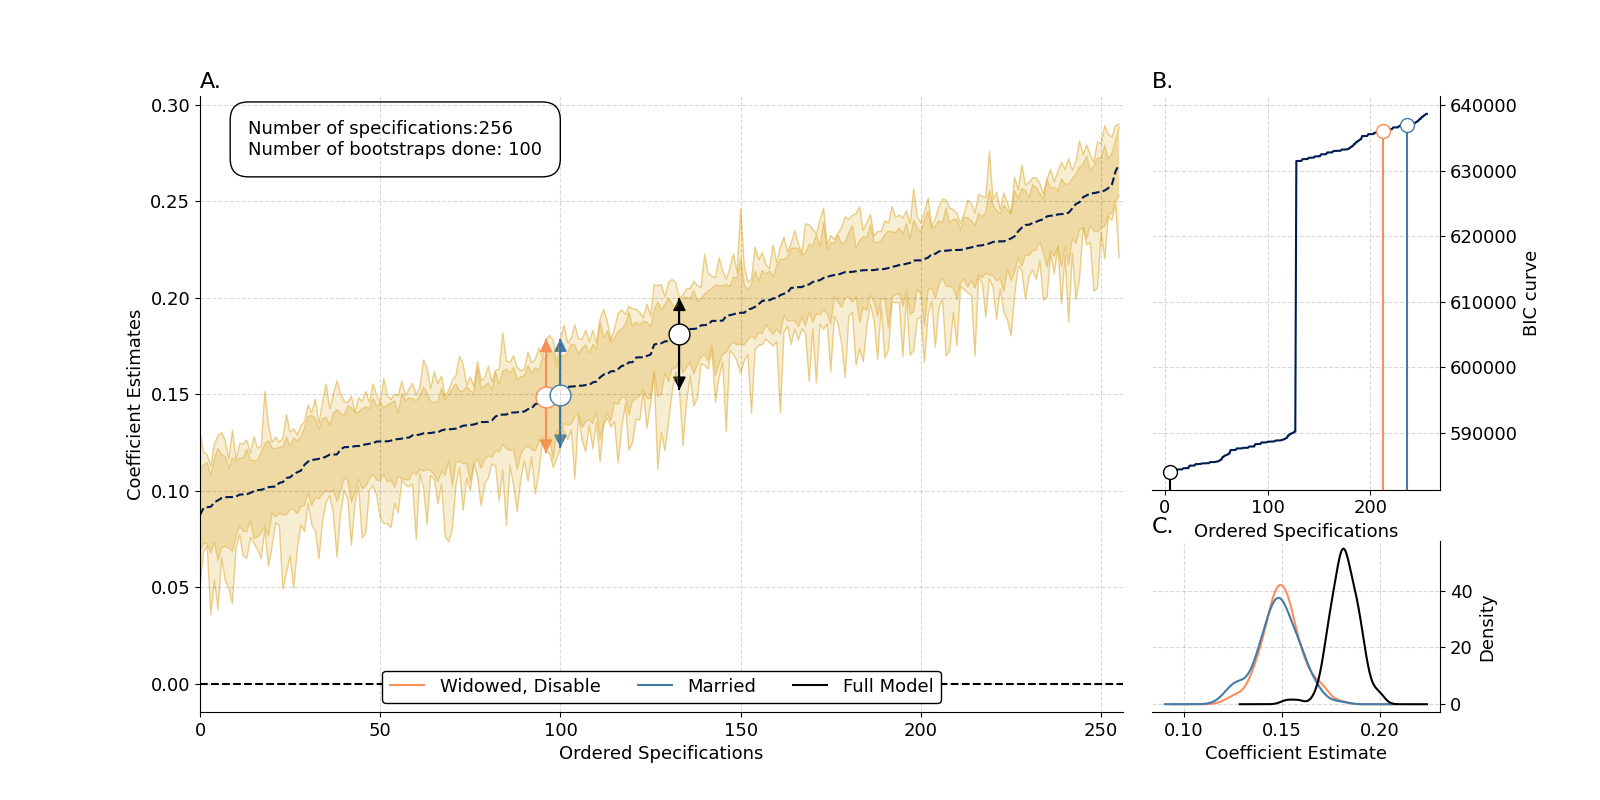 A.
Number of specifications:256
Number of bootstraps done: 100
Coefficient Estimates
0.30
0.25
0.20
0.15
0.10
0.05
0.00
Widowed, Disable
Married
Full Model
0
50
100
150
200
250
Ordered Specifications
B.
640000
630000
620000
610000
600000
590000
BIC curve
0
100
200
Ordered Specifications
C.
40
20
0
Density
0.10
0.15
0.20
Coefficient Estimate